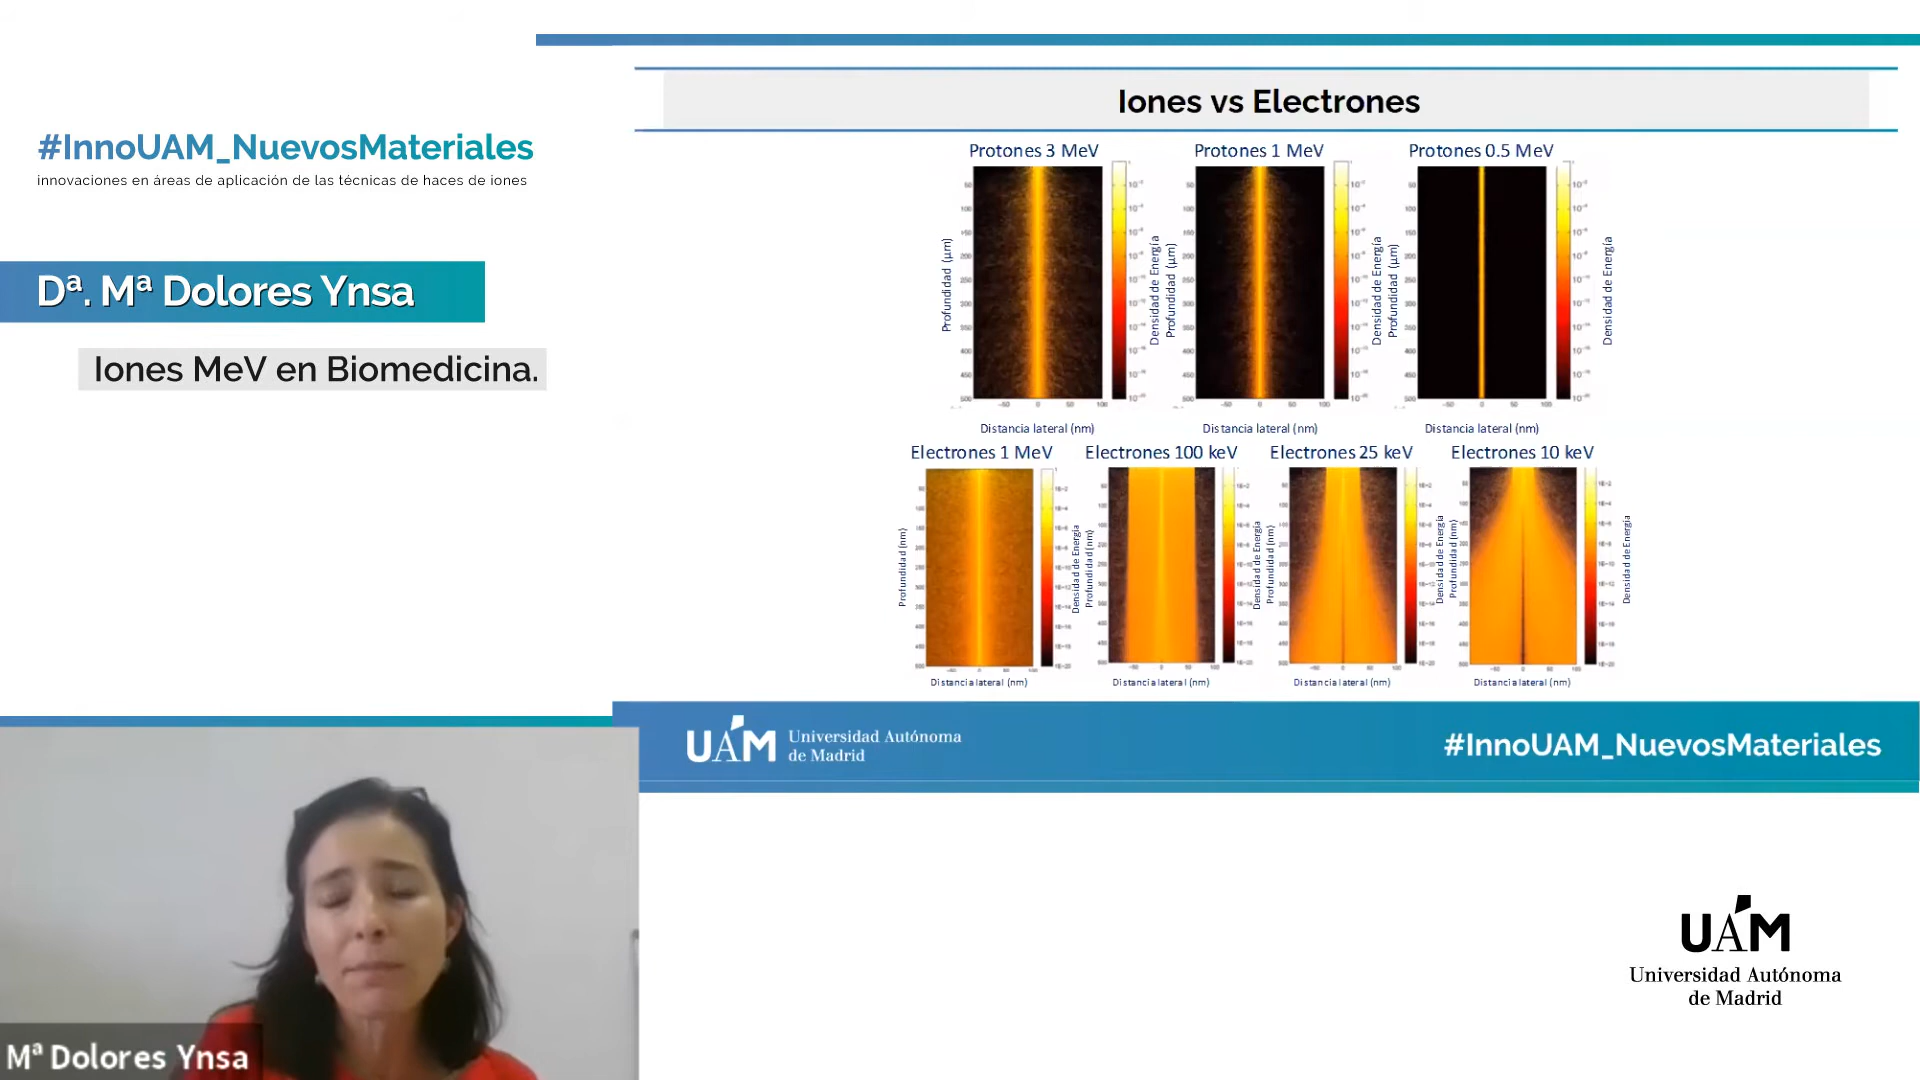 #InnoUAM_NuevosMateriales
innovaciones en áreas de aplicación de las técnicas de haces de iones
Dª. Mª Dolores Ynsa
Iones MeV en Biomedicina.
Iones vs Electrones
Protones 3 MeV
Protones 1 MeV
Protones 0.5 MeV
Profundidad (µm)
Densidad de Energía
Profundidad (µm)
Densidad de Energía
Profundidad (µm)
Densidad de Energía
Distancia lateral (nm)
Distancia lateral (nm)
Distancia lateral (nm)
Electrones 1 MeV
Electrones 100 keV
Electrones 25 keV
Electrones 10 keV
Profundidad (nm)
Densidad de Energía
Profundidad (nm)
Densidad de Energía
Profundidad (nm)
Densidad de Energía
Profundidad (nm)
Densidad de Energía
Distancia lateral (nm)
Distancia lateral (nm)
Distancia lateral (nm)
Distancia lateral (nm)
UAM
Universidad Autónoma
de Madrid
#InnoUAM_NuevosMateriales
Mª Dolores Ynsa
UAM
Universidad Autónoma
de Madrid